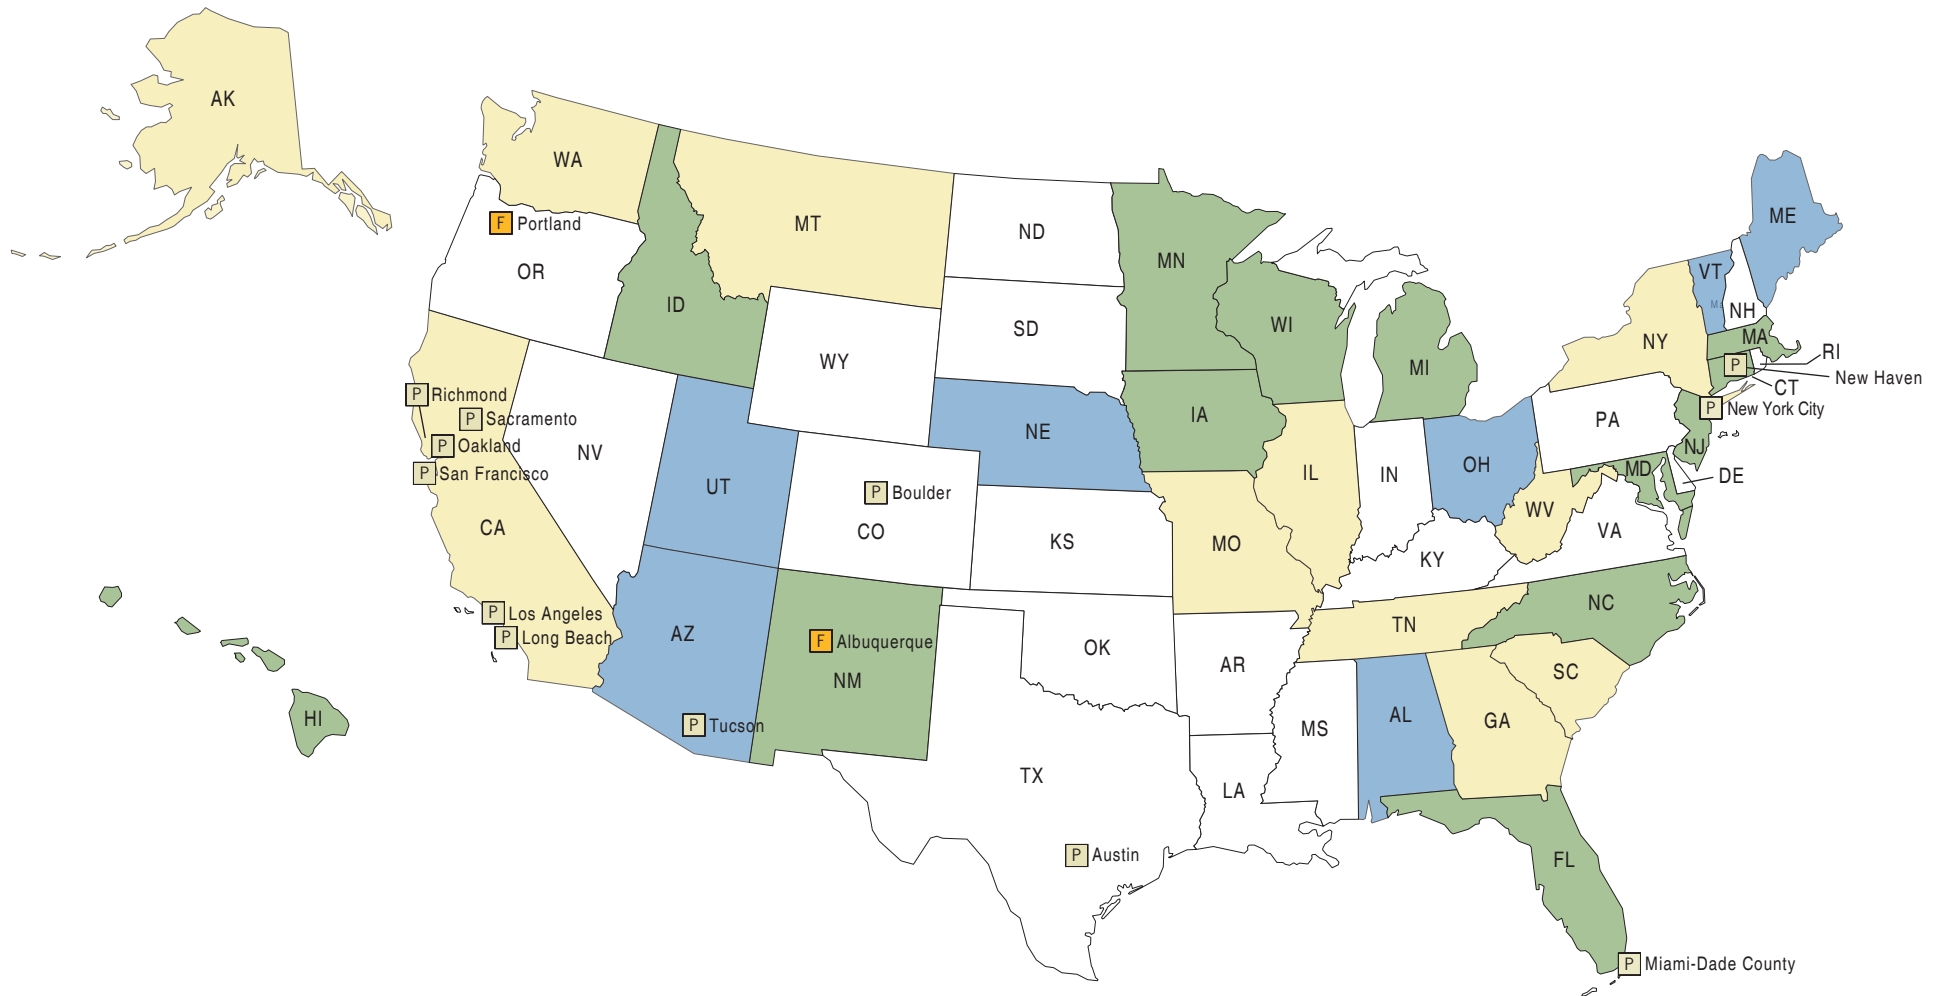 AK
WA
MT
ND
MN
ME
F Portland
OR
ID
VT
SD
WI
NH
MA
NY
RI
WY
MI
P
New Haven
CT
P Richmond
P Sacramento
P New York City
IA
PA
NE
P Oakland
NV
NJ
P San Francisco
OH
IL
IN
MD
DE
UT
P Boulder
WV
CA
CO
KS
MO
VA
KY
NC
P Los Angeles
TN
P Long Beach
AZ
F Albuquerque
OK
AR
SC
NM
HI
P Tucson
AL
GA
MS
TX
LA
P Austin
FL
P Miami-Dade County